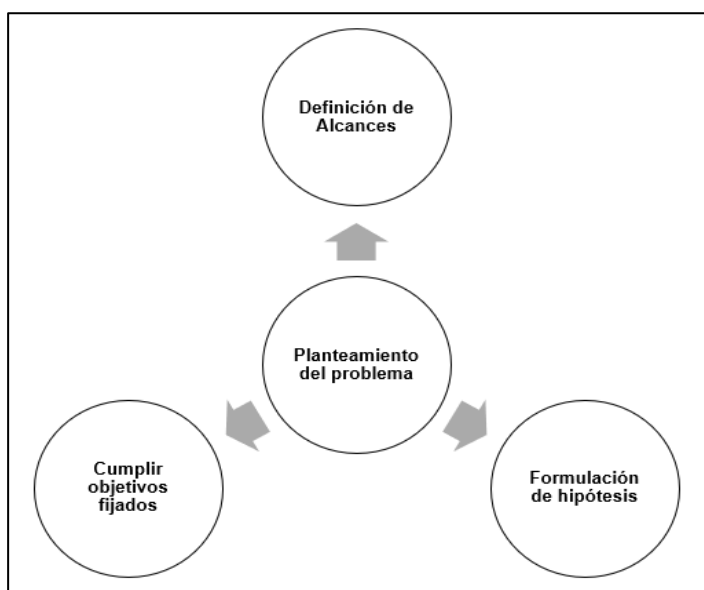 Definición de
Alcances
Planteamiento
del problema
Cumplir
objetivos
fijados
Formulación
de hipótesis